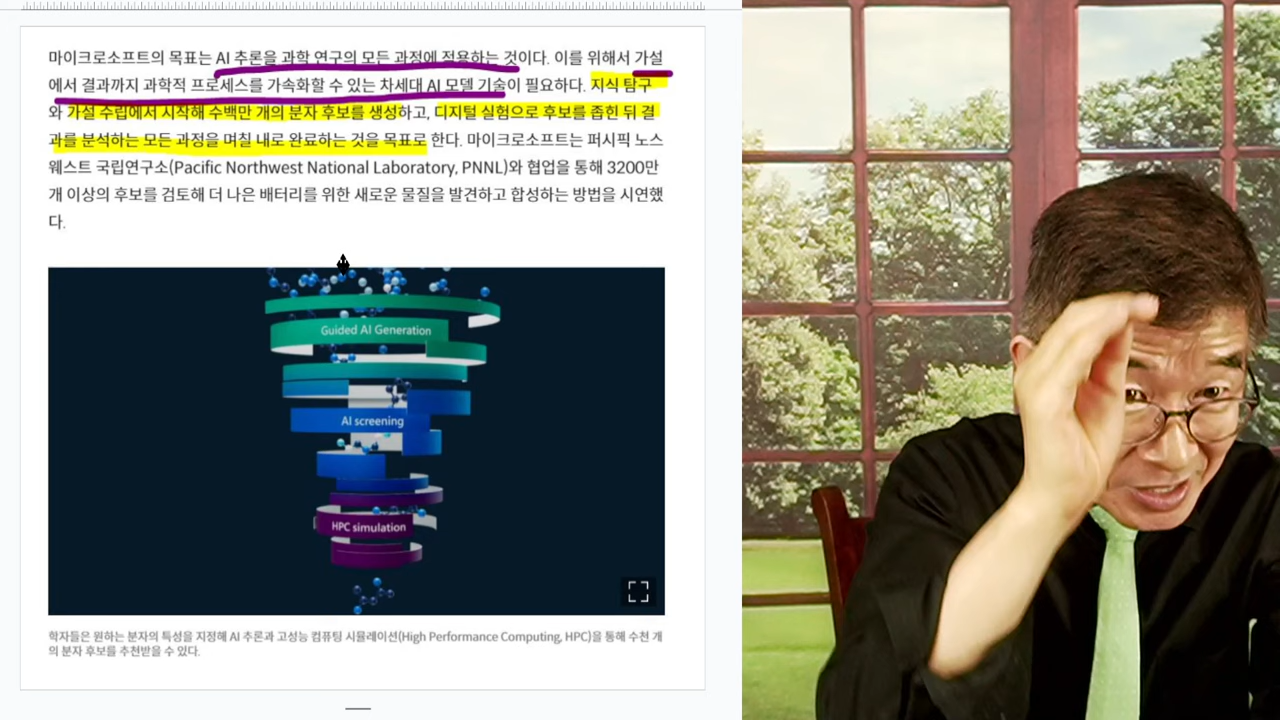 마이크로소프트의 목표는 AI 추론을 과학 연구의 모든 과정에 적용하는 것이다. 이를 위해서 가설
에서 결과까지 과학적 프로세스를 가속화할 수 있는 차세대 AI 모델 기술이 필요하다. 지식 탐구
와 가설 수립에서 시작해 수백만 개의 분자 후보를 생성하고, 디지털 실험으로 후보를 좁힌 뒤 결
과를 분석하는 모든 과정을 며칠 내로 완료하는 것을 목표로 한다. 마이크로소프트는 퍼시픽 노스
웨스트 국립연구소(Pacific Northwest National Laboratory, PNNL)와 협업을 통해 3200만
개 이상의 후보를 검토해 더 나은 배터리를 위한 새로운 물질을 발견하고 합성하는 방법을 시연했
다.
Guided AI Generation
AI screening
HPC simulation
학자들은 원하는 분자의 특성을 지정해 AI 추론과 고성능 컴퓨팅 시뮬레이션(High Performance Computing, HPC)을 통해 수천 개
의 분자 후보를 추천받을 수 있다.